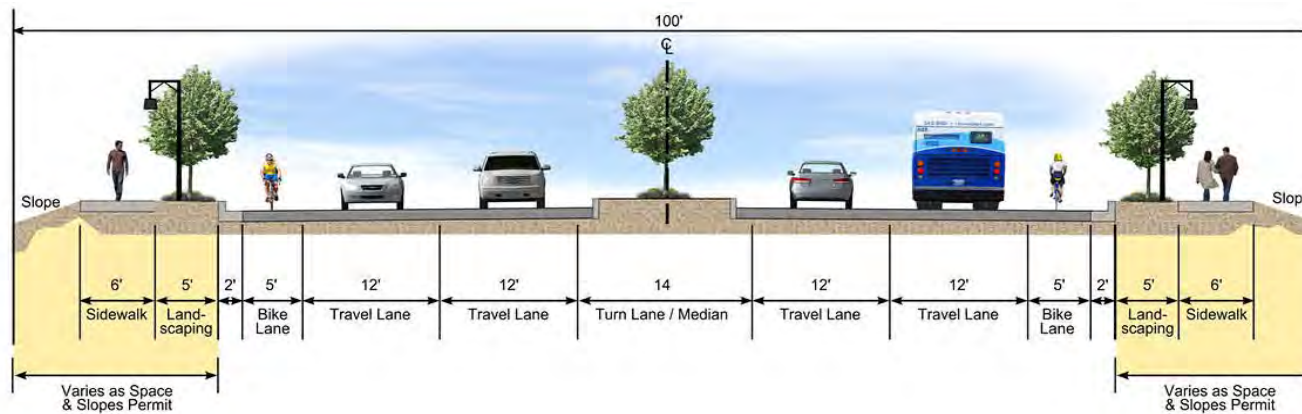 100'
℄
Slope
Slop
6'
5'
2'
5'
12'
12'
14
12'
12'
5'
2'
5'
6'
Sidewalk
Land-
scaping
Bike
Lane
Travel Lane
Travel Lane
Turn Lane / Median
Travel Lane
Travel Lane
Bike
Lane
Land-
scaping
Sidewalk
Varies as Space
& Slopes Permit
Varies as Space
& Slopes Permit